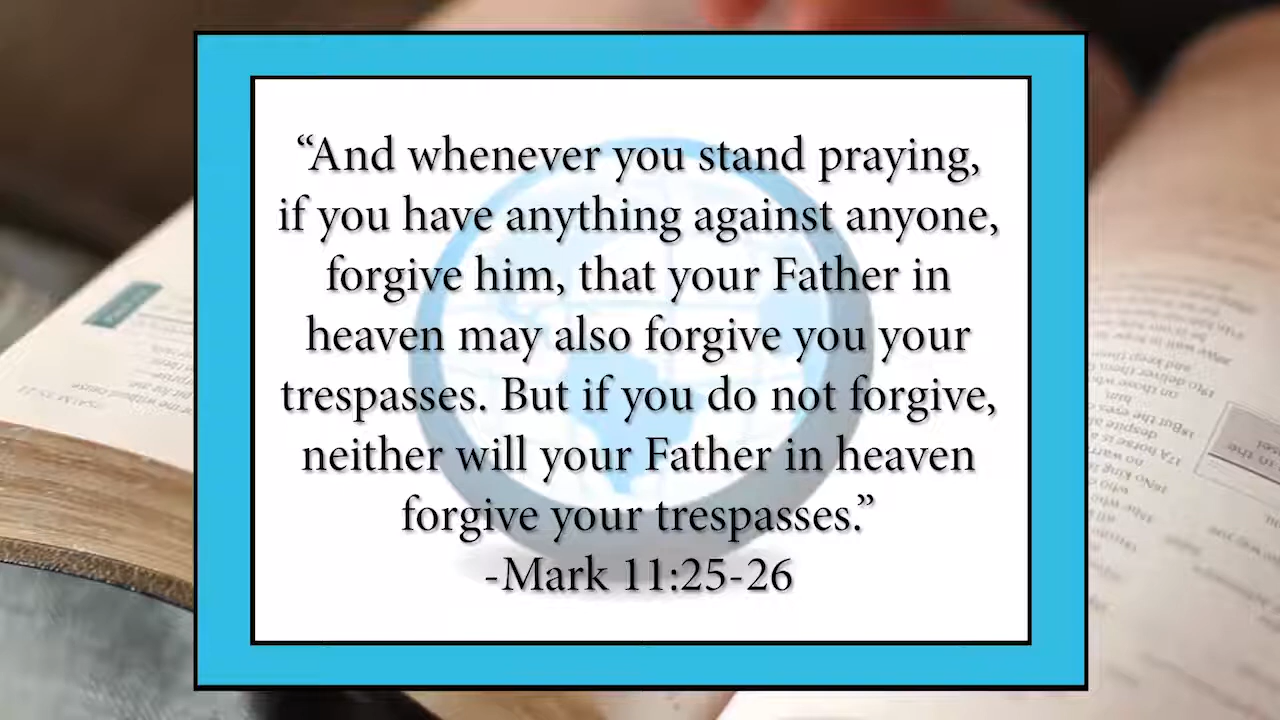 “And whenever you stand praying,
if you have anything against anyone,
forgive him, that your Father in
heaven may also forgive you your
trespasses. But if you do not forgive,
neither will your Father in heaven
forgive your trespasses.”
-Mark 11:25-26